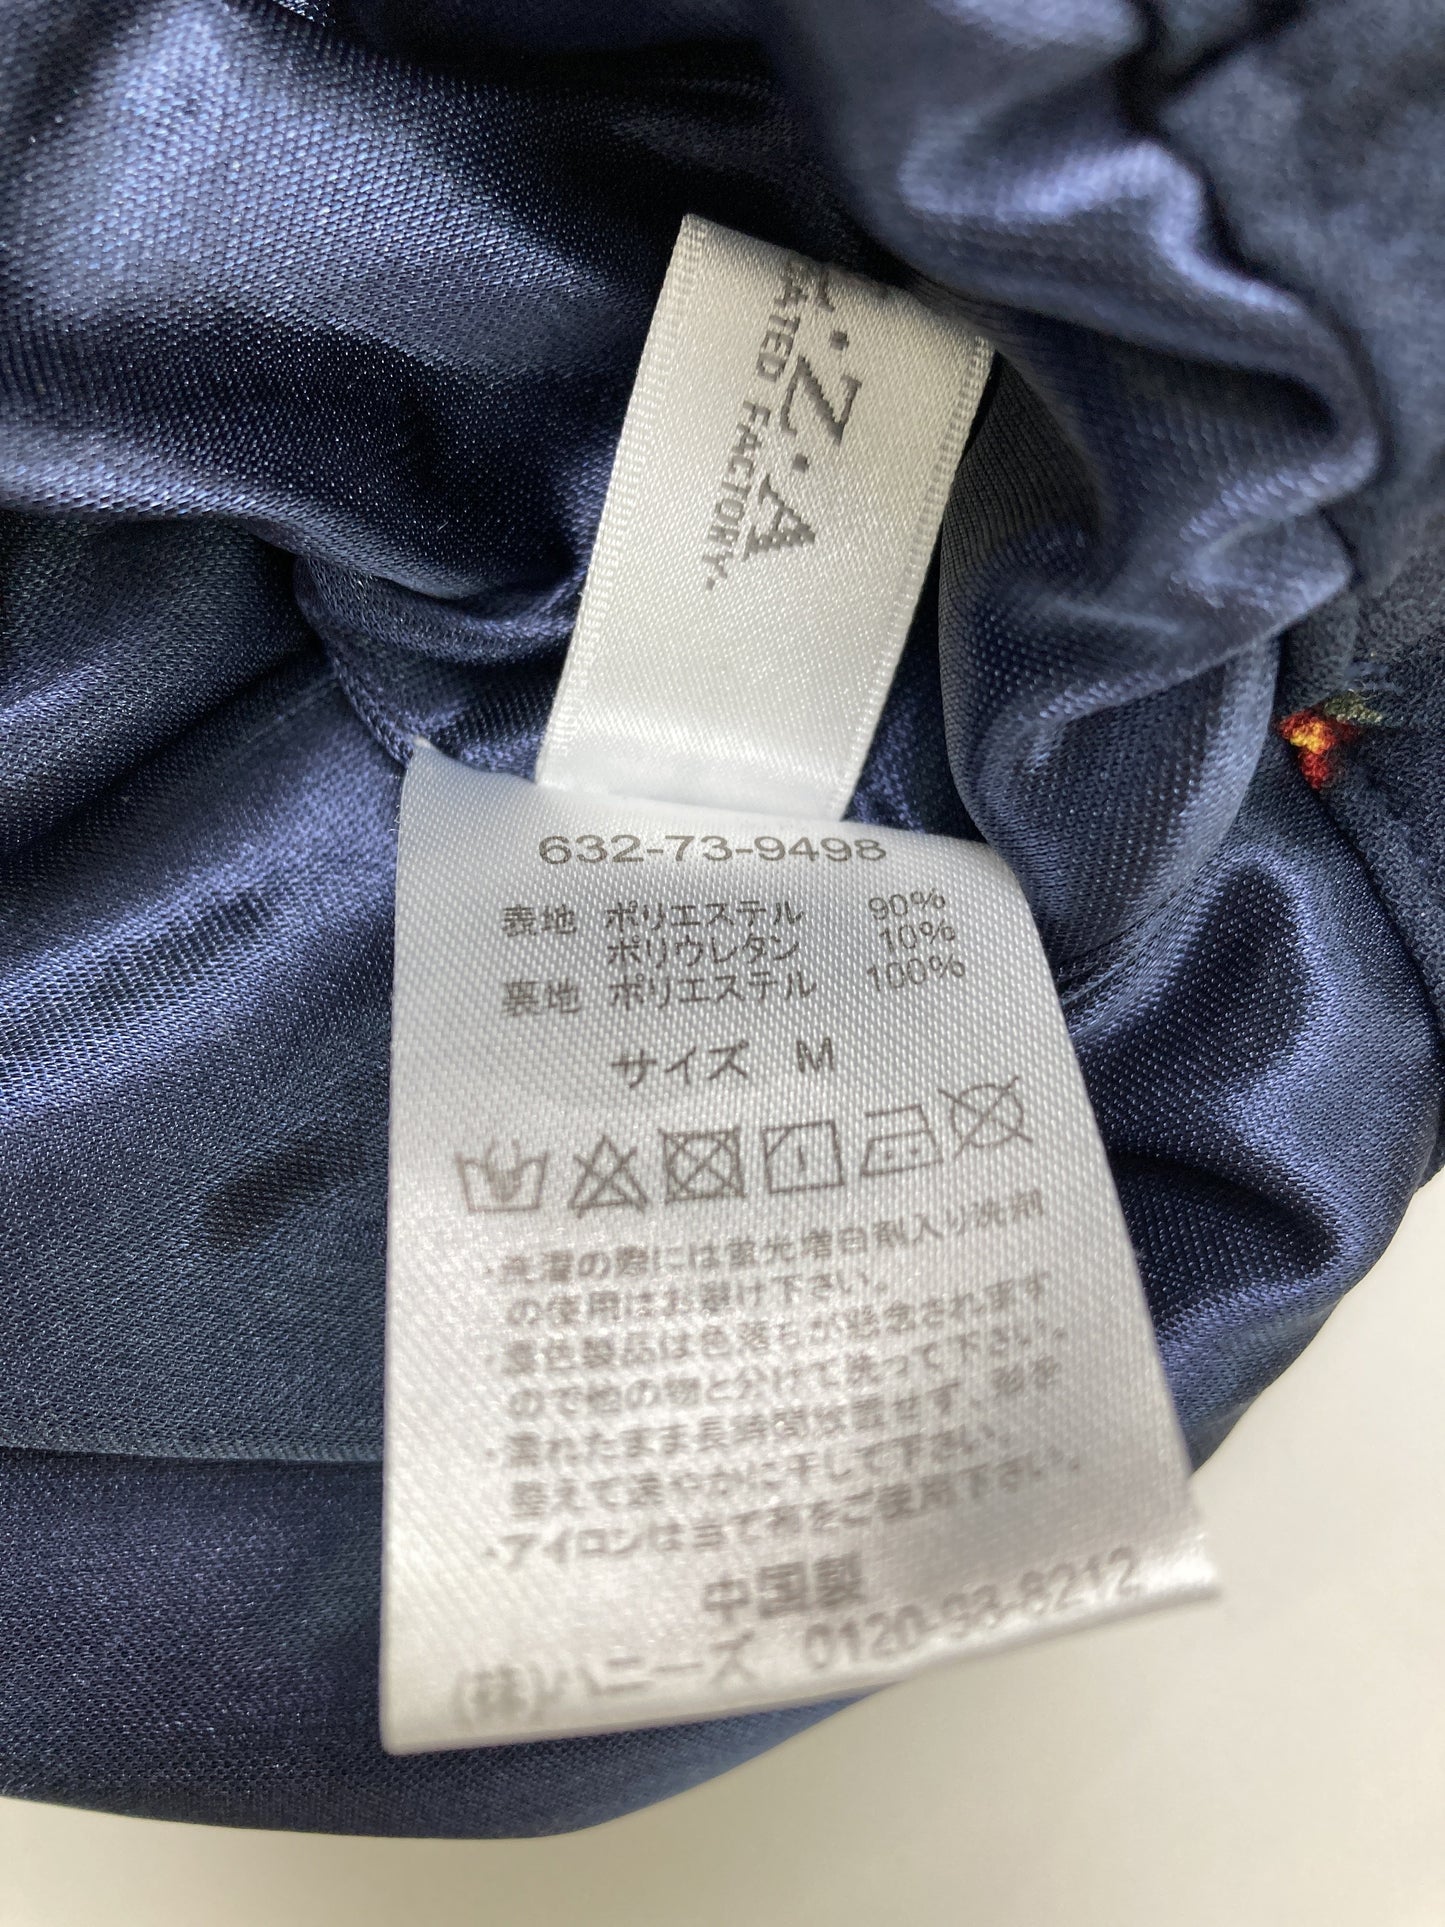 Z・A
FACTORY.
632-73-9498
表地 ポリエステル 90%
ポリウレタン 10%
裏地 ポリエステル 100%
サイズ M
・洗濯の際には蛍光増白剤入り洗剤
の使用はお避け下さい。
・濃色製品は色落ちが懸念されます
ので他の物と分けて洗って下さい。
・濡れたまま長時間放置せず、形を
整えて速やかに干して下さい。
・アイロンは当て布をご使用下さい。
中国製
(株)ハニーズ 0120-93-8212